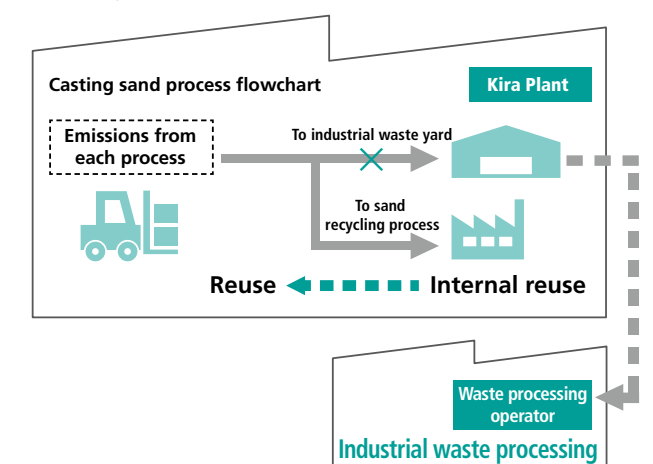 Casting sand process flowchart
Kira Plant
Emissions from
each process
To industrial waste yard
To sand
recycling process
Reuse
Internal reuse
Waste processing
operator
Industrial waste processing